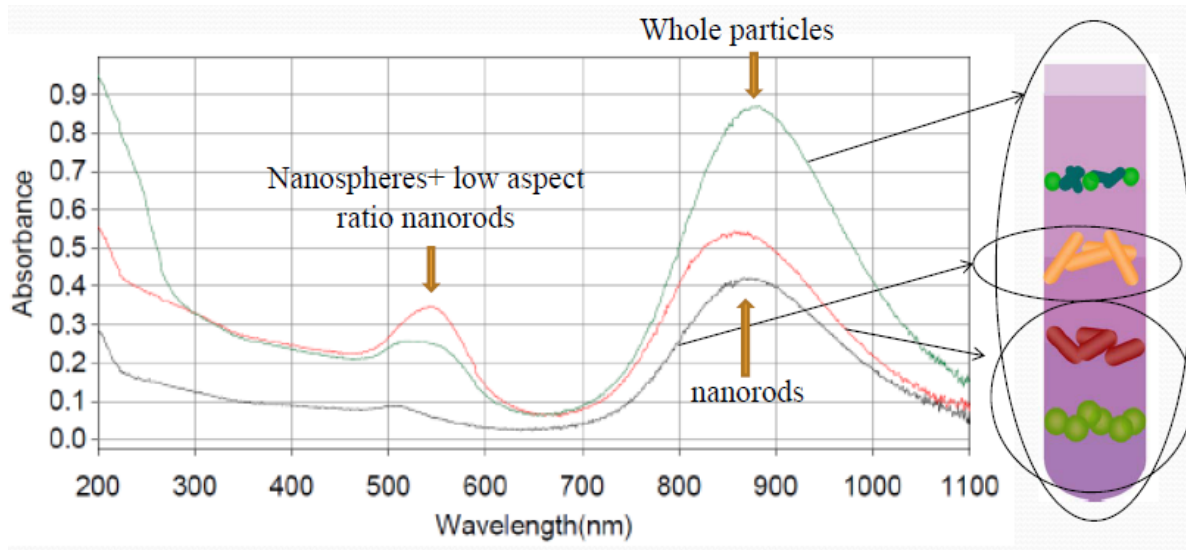 Whole particles
Nanospheres+ low aspect
ratio nanorods
nanorods
Absorbance
0.9
0.8
0.7
0.6
0.5
0.4
0.3
0.2
0.1
0.0
200 300 400 500 600 700 800 900 1000 1100
Wavelength(nm)